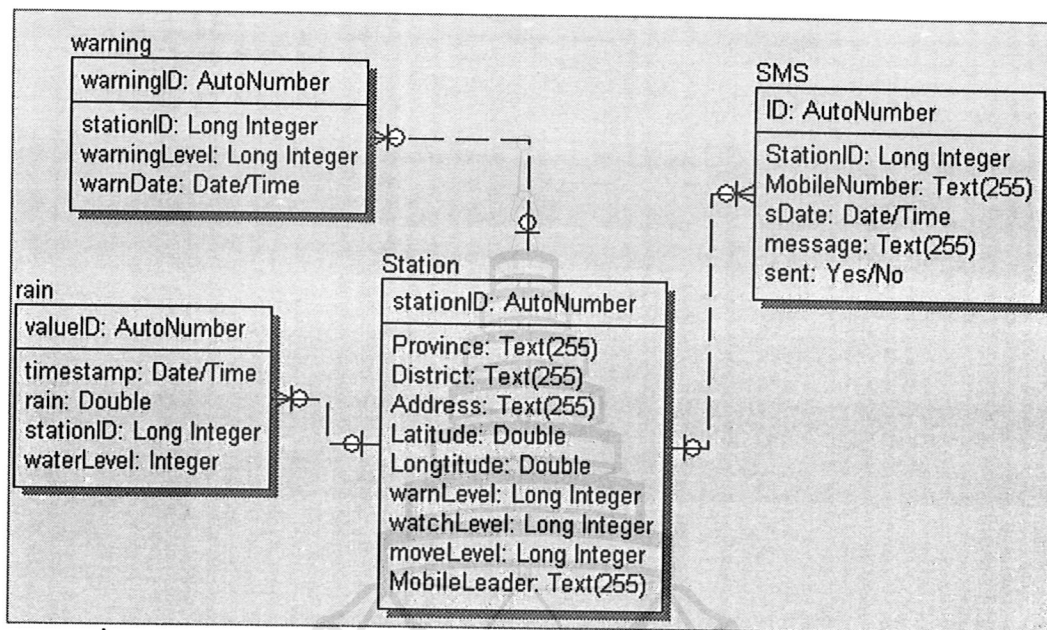 warning
warningID: AutoNumber
stationID: Long Integer
warningLevel: Long Integer
warnDate: Date/Time
SMS
ID: AutoNumber
StationID: Long Integer
MobileNumber: Text(255)
sDate: Date/Time
message: Text(255)
sent: Yes/No
rain
valueID: AutoNumber
timestamp: Date/Time
rain: Double
stationID: Long Integer
waterLevel: Integer
Station
stationID: AutoNumber
Province: Text(255)
District: Text(255)
Address: Text(255)
Latitude: Double
Longtitude: Double
warnLevel: Long Integer
watchLevel: Long Integer
moveLevel: Long Integer
MobileLeader: Text(255)